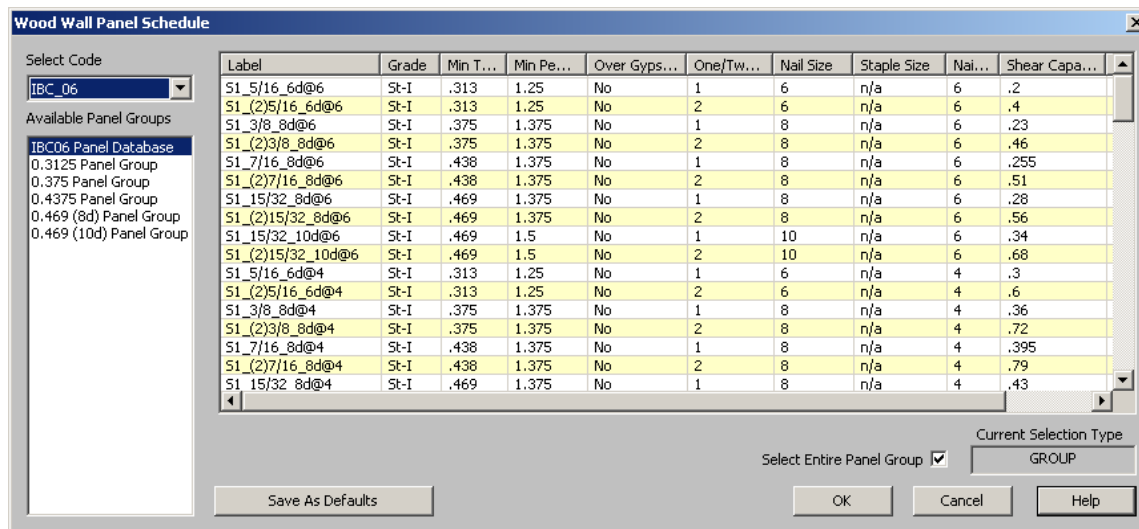 Wood Wall Panel Schedule
Select Code
IBC_06
Available Panel Groups
IBC06 Panel Database
0.3125 Panel Group
0.375 Panel Group
0.4375 Panel Group
0.469 (8d) Panel Group
0.469 (10d) Panel Group
Label Grade Min T... Min Pe... Over Gyps... One/Tw... Nail Size Staple Size Nai... Shear Capa...
S1_5/16_6d@6 St-I .313 1.25 No 1 6 n/a 6 .2
S1_(2)5/16_6d@6 St-I .313 1.25 No 2 6 n/a 6 .4
S1_3/8_8d@6 St-I .375 1.375 No 1 8 n/a 6 .23
S1_(2)3/8_8d@6 St-I .375 1.375 No 2 8 n/a 6 .46
S1_7/16_8d@6 St-I .438 1.375 No 1 8 n/a 6 .255
S1_(2)7/16_8d@6 St-I .438 1.375 No 2 8 n/a 6 .51
S1_15/32_8d@6 St-I .469 1.375 No 1 8 n/a 6 .28
S1_(2)15/32_8d@6 St-I .469 1.375 No 2 8 n/a 6 .56
S1_15/32_10d@6 St-I .469 1.5 No 1 10 n/a 6 .34
S1_(2)15/32_10d@6 St-I .469 1.5 No 2 10 n/a 6 .68
S1_5/16_6d@4 St-I .313 1.25 No 1 6 n/a 4 .3
S1_(2)5/16_6d@4 St-I .313 1.25 No 2 6 n/a 4 .6
S1_3/8_8d@4 St-I .375 1.375 No 1 8 n/a 4 .36
S1_(2)3/8_8d@4 St-I .375 1.375 No 2 8 n/a 4 .72
S1_7/16_8d@4 St-I .438 1.375 No 1 8 n/a 4 .395
S1_(2)7/16_8d@4 St-I .438 1.375 No 2 8 n/a 4 .79
S1_15/32_8d@4 St-I .469 1.375 No 1 8 n/a 4 .43
Current Selection Type
Select Entire Panel Group GROUP
Save As Defaults OK Cancel Help